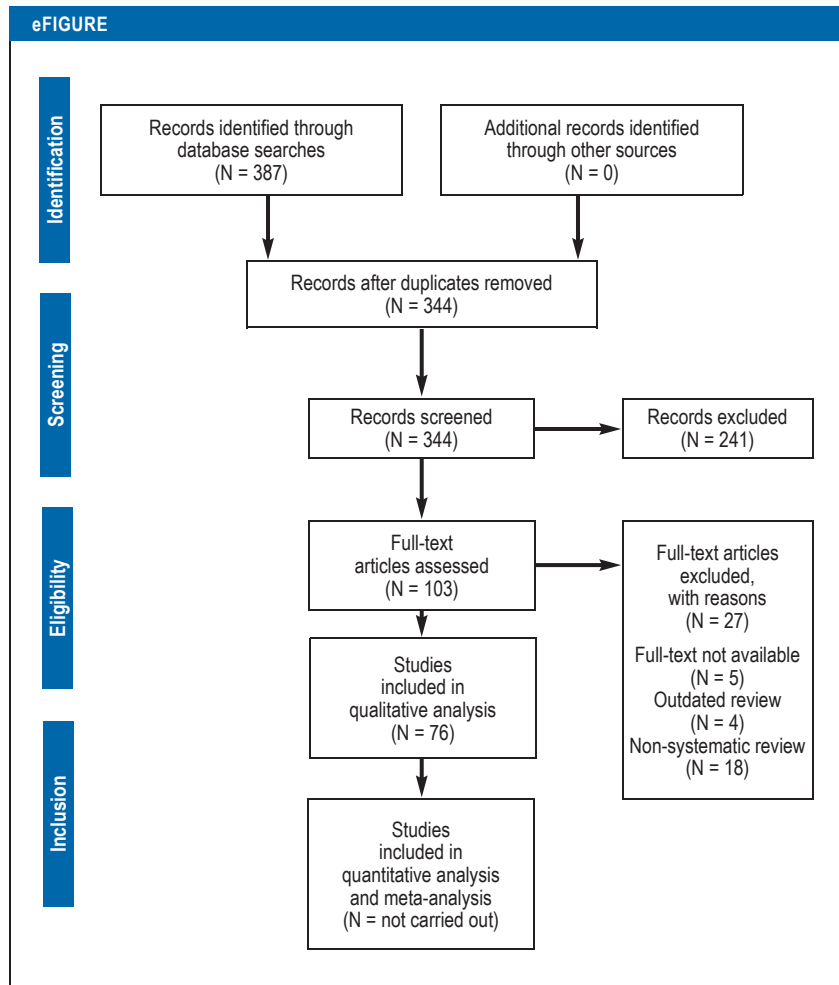 eFIGURE
Identification
Records identified through
database searches
(N = 387)
Additional records identified
through other sources
(N = 0)
Records after duplicates removed
(N = 344)
Screening
Records screened
(N = 344)
Records excluded
(N = 241)
Eligibility
Full-text
articles assessed
(N = 103)
Full-text articles
excluded,
with reasons
(N = 27)
Full-text not available
(N = 5)
Outdated review
(N = 4)
Non-systematic review
(N = 18)
Studies
included in
qualitative analysis
(N = 76)
Inclusion
Studies
included in
quantitative analysis
and meta-analysis
(N = not carried out)